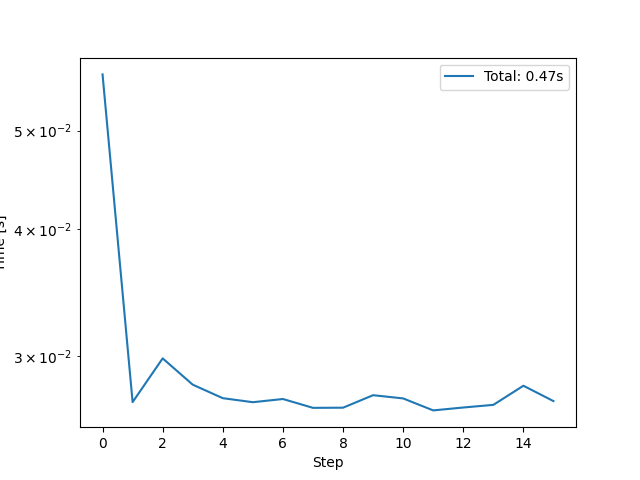 Total: 0.47s
5 × 10⁻²
4 × 10⁻²
3 × 10⁻²
[s]
0 2 4 6 8 10 12 14
Step